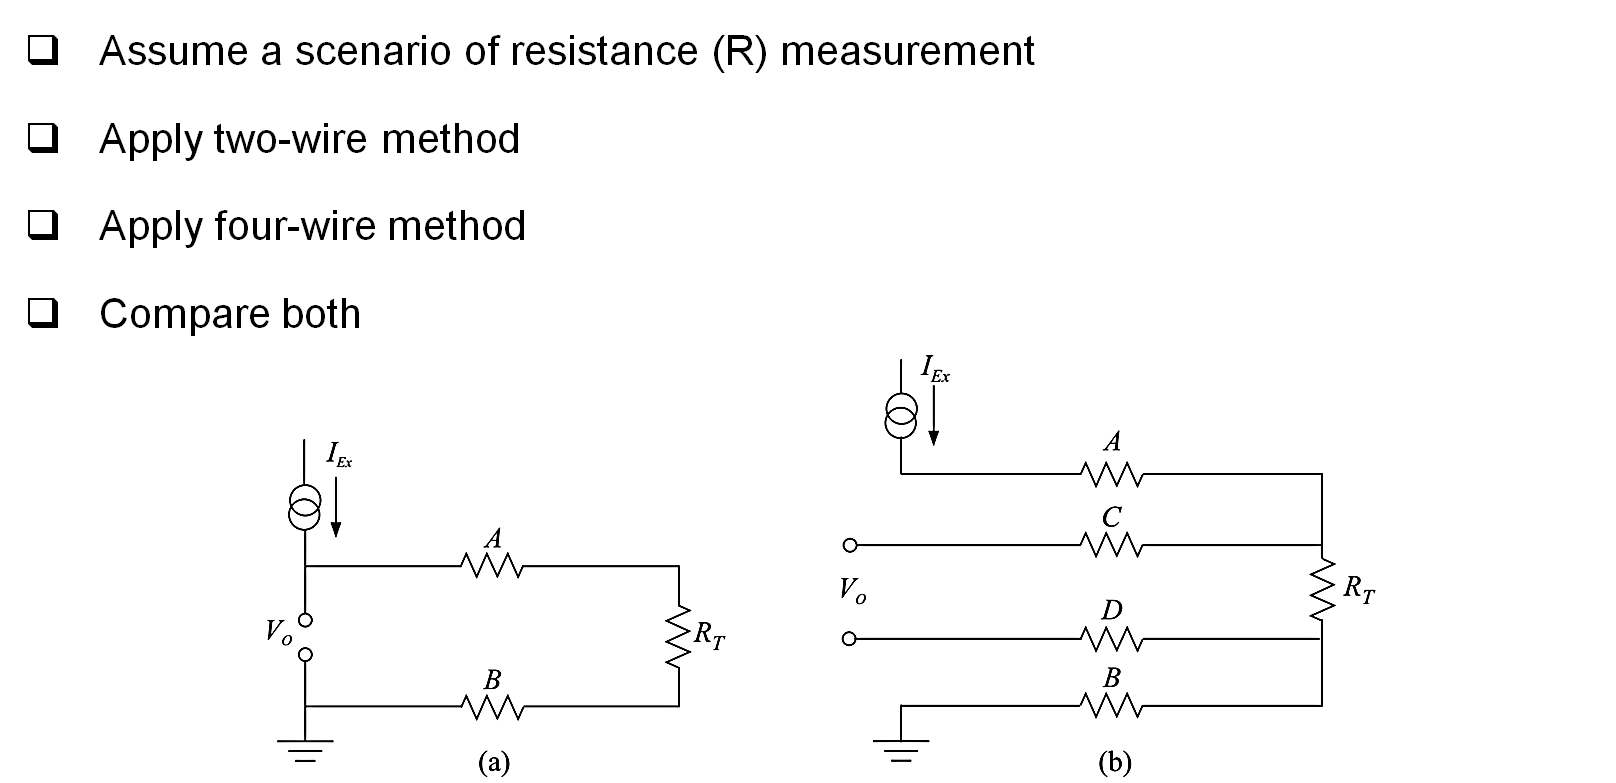 Assume a scenario of resistance (R) measurement
Apply two-wire method
Apply four-wire method
Compare both
I_Ex
A
V_o
R_T
B
(a)
I_Ex
A
C
V_o
R_T
D
B
(b)